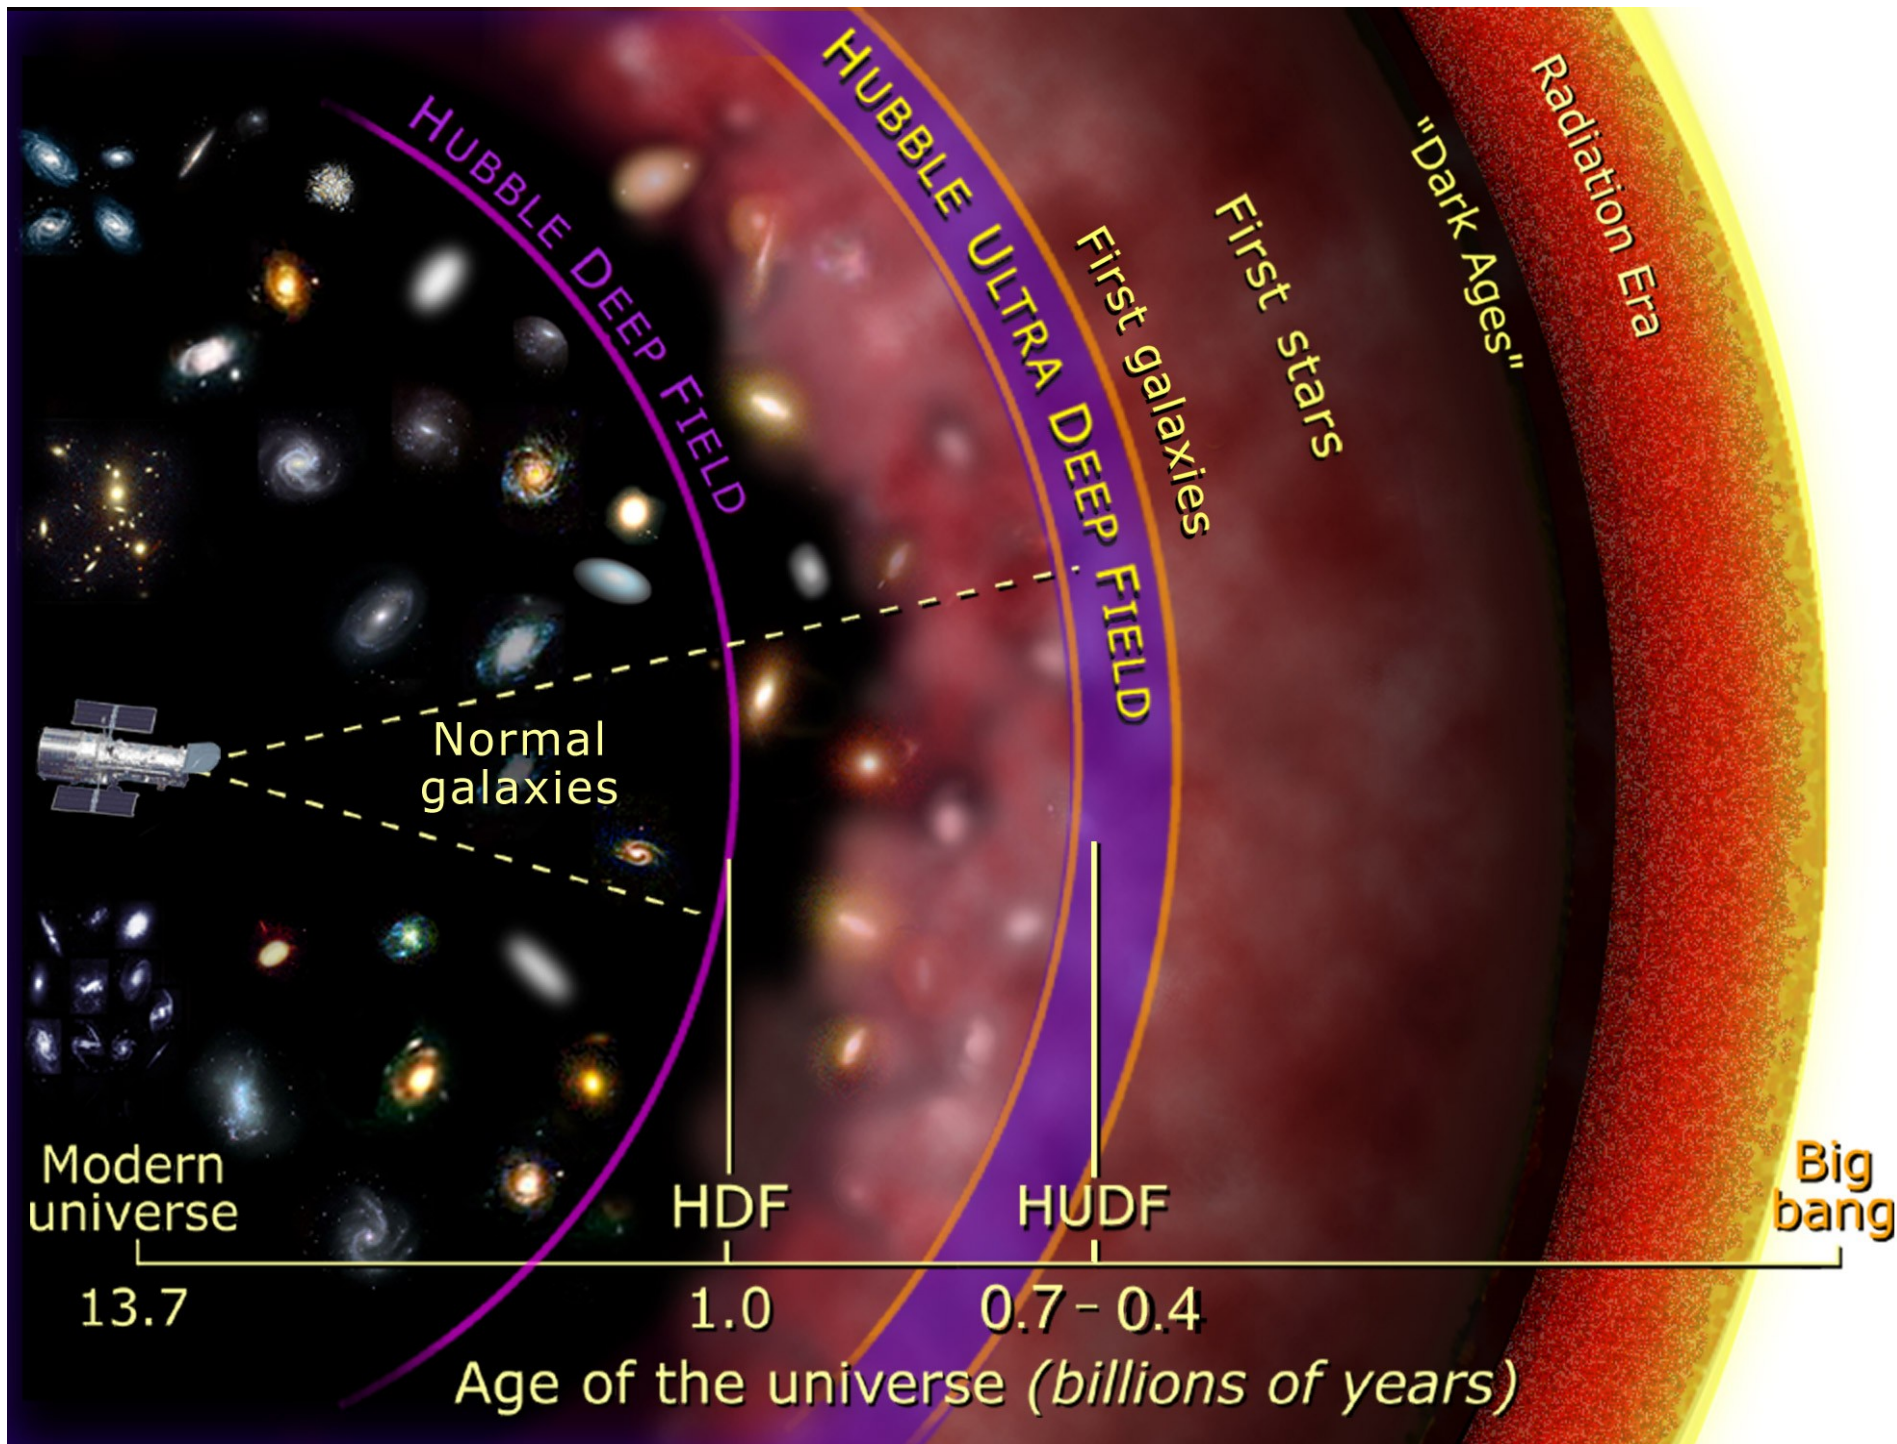 HUBBLE DEEP FIELD
HUBBLE ULTRA DEEP FIELD
First galaxies
First stars
"Dark Ages"
Radiation Era
Normal
galaxies
Modern
universe
HDF
HUDF
Big
bang
13.7
1.0
0.7 - 0.4
Age of the universe (billions of years)